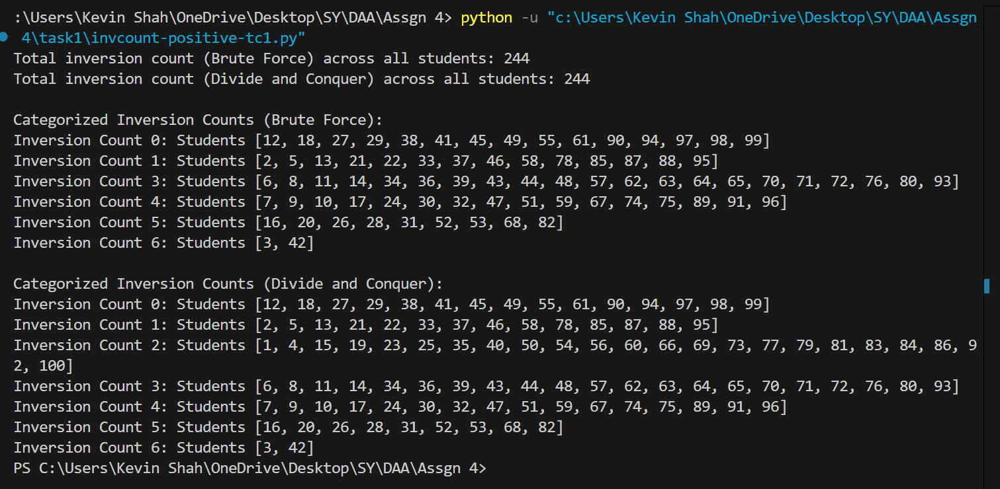 :\Users\Kevin Shah\OneDrive\Desktop\SY\DAA\Assgn 4> python -u "c:\Users\Kevin Shah\OneDrive\Desktop\SY\DAA\Assgn
4\task1\invcount-positive-tc1.py"
Total inversion count (Brute Force) across all students: 244
Total inversion count (Divide and Conquer) across all students: 244

Categorized Inversion Counts (Brute Force):
Inversion Count 0: Students [12, 18, 27, 29, 38, 41, 45, 49, 55, 61, 90, 94, 97, 98, 99]
Inversion Count 1: Students [2, 5, 13, 21, 22, 33, 37, 46, 58, 78, 85, 87, 88, 95]
Inversion Count 3: Students [6, 8, 11, 14, 34, 36, 39, 43, 44, 48, 57, 62, 63, 64, 65, 70, 71, 72, 76, 80, 93]
Inversion Count 4: Students [7, 9, 10, 17, 24, 30, 32, 47, 51, 59, 67, 74, 75, 89, 91, 96]
Inversion Count 5: Students [16, 20, 26, 28, 31, 52, 53, 68, 82]
Inversion Count 6: Students [3, 42]

Categorized Inversion Counts (Divide and Conquer):
Inversion Count 0: Students [12, 18, 27, 29, 38, 41, 45, 49, 55, 61, 90, 94, 97, 98, 99]
Inversion Count 1: Students [2, 5, 13, 21, 22, 33, 37, 46, 58, 78, 85, 87, 88, 95]
Inversion Count 2: Students [1, 4, 15, 19, 23, 25, 35, 40, 50, 54, 56, 60, 66, 69, 73, 77, 79, 81, 83, 84, 86, 9
2, 100]
Inversion Count 3: Students [6, 8, 11, 14, 34, 36, 39, 43, 44, 48, 57, 62, 63, 64, 65, 70, 71, 72, 76, 80, 93]
Inversion Count 4: Students [7, 9, 10, 17, 24, 30, 32, 47, 51, 59, 67, 74, 75, 89, 91, 96]
Inversion Count 5: Students [16, 20, 26, 28, 31, 52, 53, 68, 82]
Inversion Count 6: Students [3, 42]
PS C:\Users\Kevin Shah\OneDrive\Desktop\SY\DAA\Assgn 4>